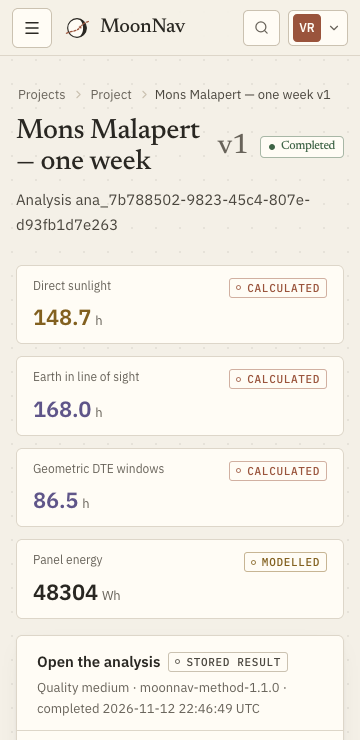 MoonNav
VR
Projects
Project
Mons Malapert — one week v1
Mons Malapert
— one week
v1
Completed
Analysis ana_7b788502-9823-45c4-807e-
d93fb1d7e263
Direct sunlight
CALCULATED
148.7 h
Earth in line of sight
CALCULATED
168.0 h
Geometric DTE windows
CALCULATED
86.5 h
Panel energy
MODELLED
48304 Wh
Open the analysis
STORED RESULT
Quality medium · moonnav-method-1.1.0 ·
completed 2026-11-12 22:46:49 UTC